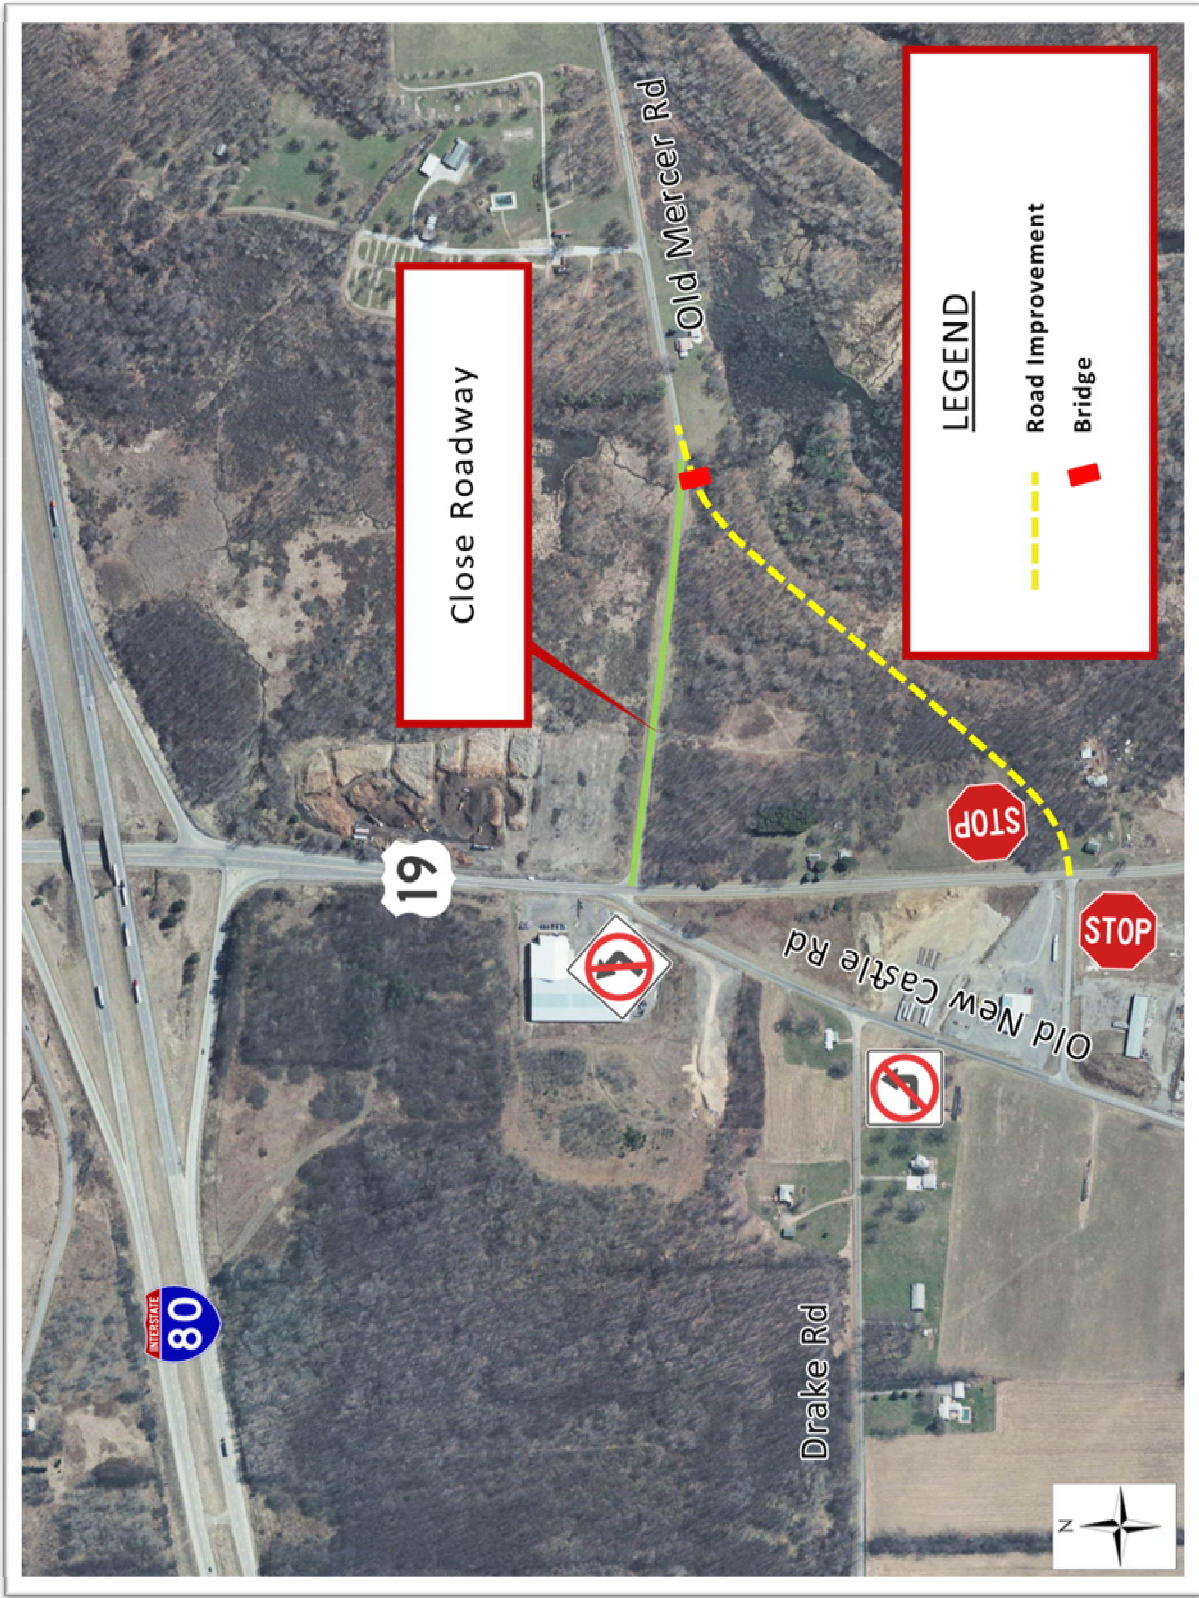 INTERSTATE
80
19
Close Roadway
Old Mercer Rd
STOP
Old New Castle Rd
STOP
Drake Rd
LEGEND
Road Improvement
Bridge
N